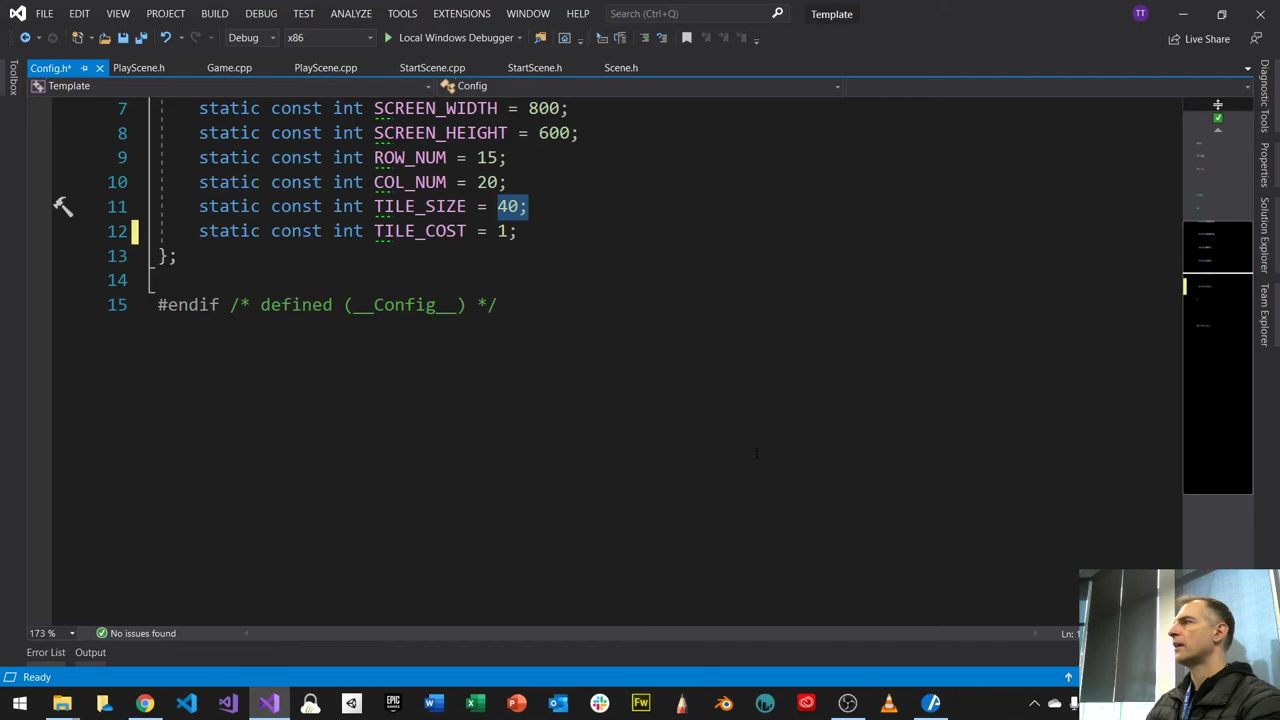 FILE EDIT VIEW PROJECT BUILD DEBUG TEST ANALYZE TOOLS EXTENSIONS WINDOW HELP Search (Ctrl+Q) Template TT
Debug x86 Local Windows Debugger Live Share
Config.h* PlayScene.h Game.cpp PlayScene.cpp StartScene.cpp StartScene.h Scene.h
Template Config
7 static const int SCREEN_WIDTH = 800;
8 static const int SCREEN_HEIGHT = 600;
9 static const int ROW_NUM = 15;
10 static const int COL_NUM = 20;
11 static const int TILE_SIZE = 40;
12 static const int TILE_COST = 1;
13 };
14
15 #endif /* defined (__Config__) */
Toolbox
Diagnostic Tools
Properties
Solution Explorer
Team Explorer
173 % No issues found Ln: 1
Error List Output
Ready
EPIC GAMES
Fw